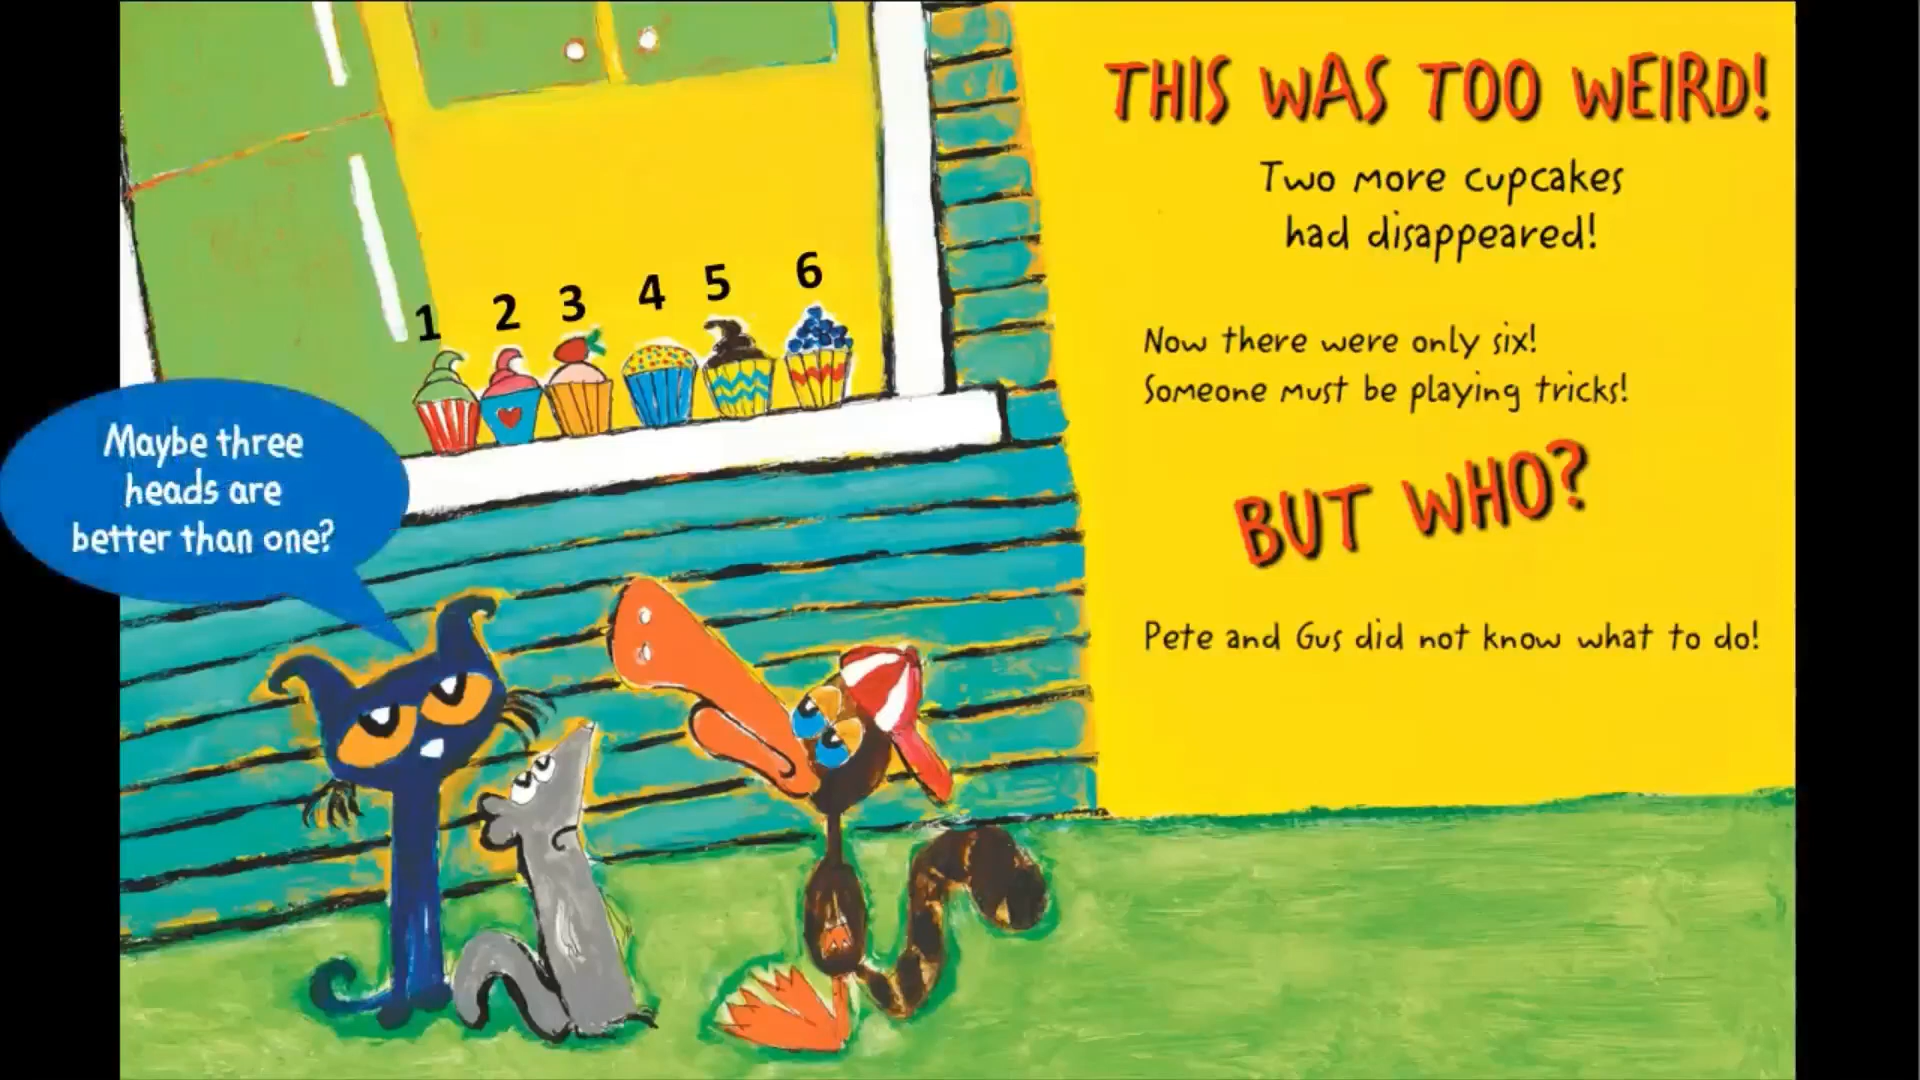 THIS WAS TOO WEIRD!
Two more cupcakes
had disappeared!
1 2 3 4 5 6
Now there were only six!
Someone must be playing tricks!
Maybe three
heads are
better than one?
BUT WHO?
Pete and Gus did not know what to do!